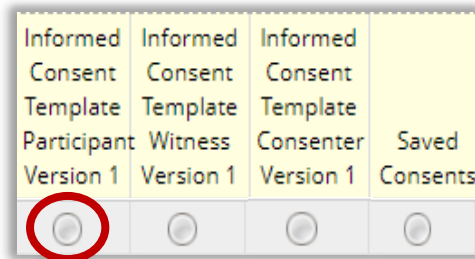 Informed Consent Template Participant Version 1
Informed Consent Template Witness Version 1
Informed Consent Template Consenter Version 1
Saved Consents